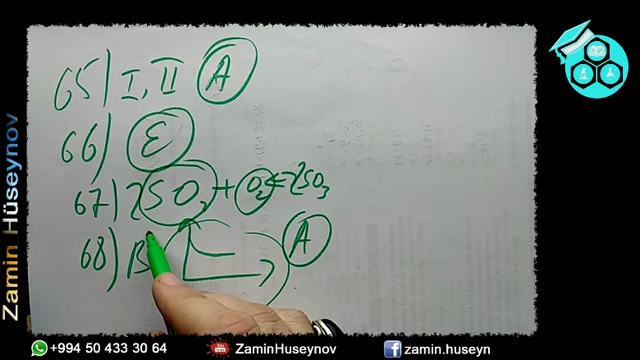 65) I, II A
66) E
67) 2SO2 + O2 ⇄ 2SO3
68) B A
Zamin Hüseynov
+994 50 433 30 64
ZaminHuseynov
zamin.huseyn